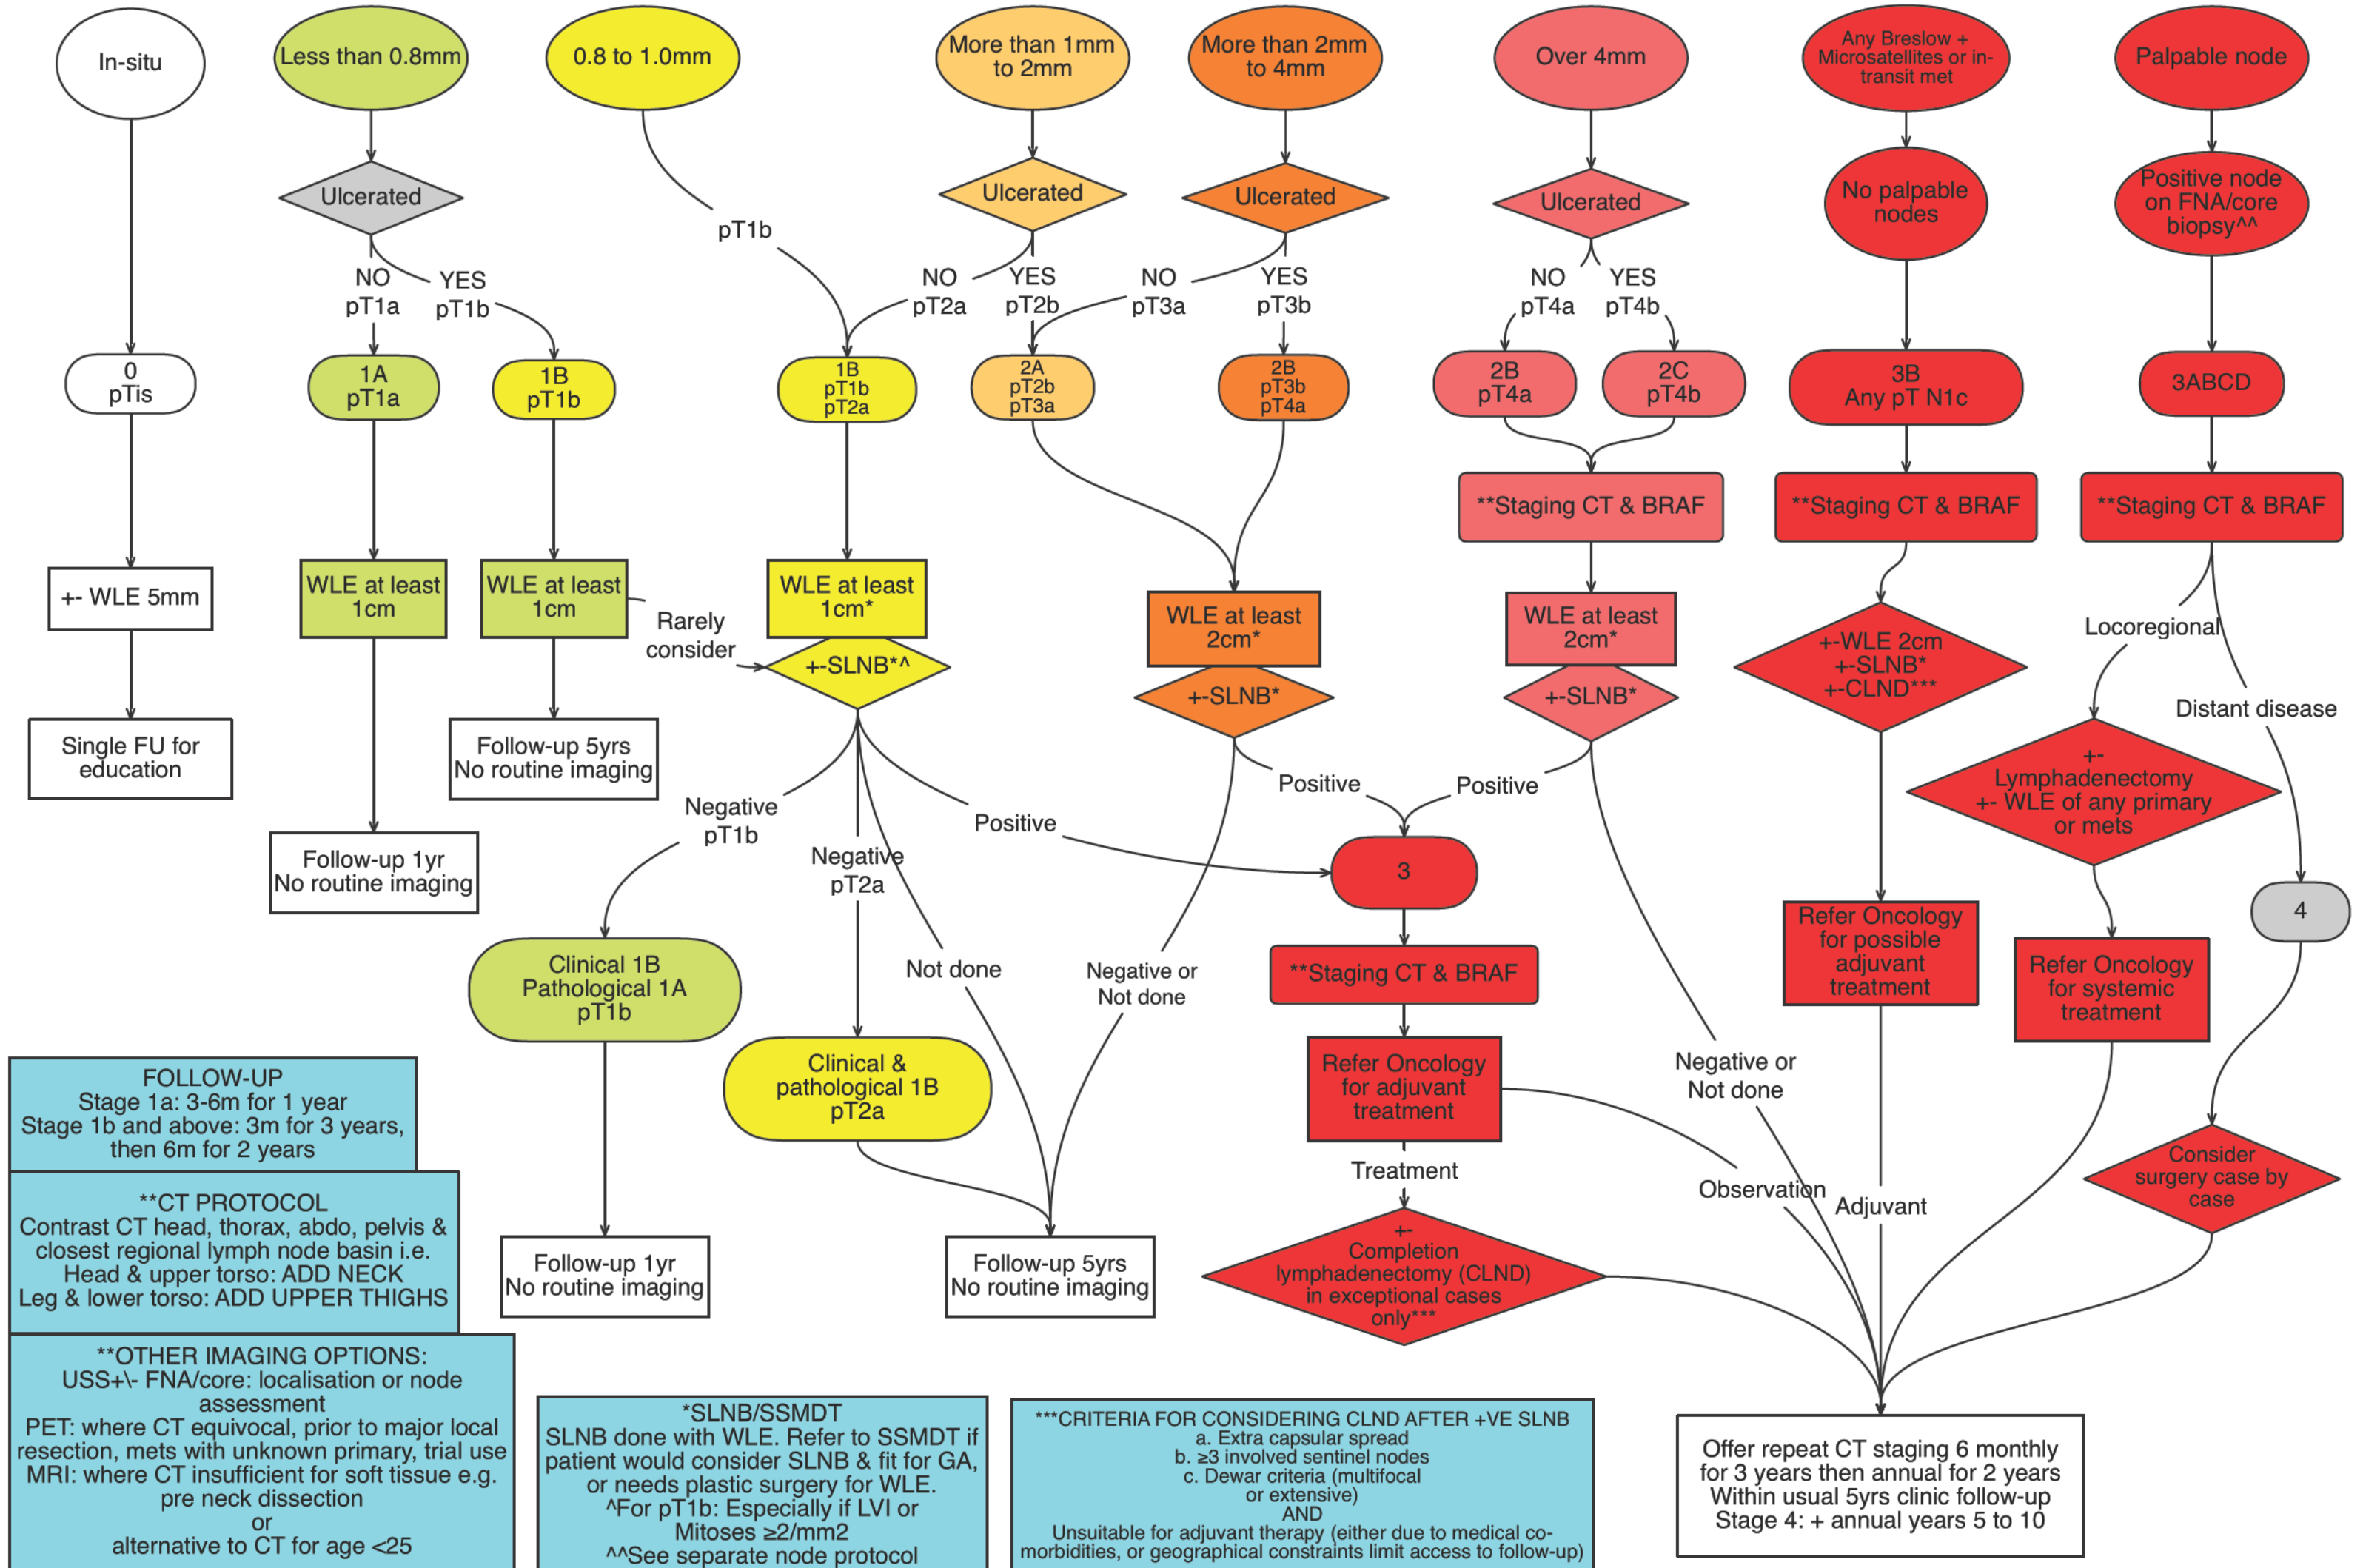 In-situ
Less than 0.8mm
0.8 to 1.0mm
More than 1mm
to 2mm
More than 2mm
to 4mm
Over 4mm
Any Breslow +
Microsatellites or in-
transit met
Palpable node
Ulcerated
Ulcerated
Ulcerated
Ulcerated
No palpable
nodes
Positive node
on FNA/core
biopsy^^
pT1b
NO
pT1a
YES
pT1b
NO
pT2a
YES
pT2b
NO
pT3a
YES
pT3b
NO
pT4a
YES
pT4b
0
pTis
1A
pT1a
1B
pT1b
1B
pT1b
pT2a
2A
pT2b
pT3a
2B
pT3b
pT4a
2B
pT4a
2C
pT4b
3B
Any pT N1c
3ABCD
**Staging CT & BRAF
**Staging CT & BRAF
**Staging CT & BRAF
+- WLE 5mm
WLE at least
1cm
WLE at least
1cm
Rarely
consider
WLE at least
1cm*
+-SLNB*^
WLE at least
2cm*
+-SLNB*
WLE at least
2cm*
+-SLNB*
+-WLE 2cm
+-SLNB*
+-CLND***
Locoregional
Distant disease
Single FU for
education
Follow-up 5yrs
No routine imaging
Follow-up 1yr
No routine imaging
Negative
pT1b
Negative
pT2a
Not done
Positive
Positive
Positive
Negative or
Not done
3
+-
Lymphadenectomy
+- WLE of any primary
or mets
4
Clinical 1B
Pathological 1A
pT1b
Clinical &
pathological 1B
pT2a
**Staging CT & BRAF
Refer Oncology
for adjuvant
treatment
Negative or
Not done
Refer Oncology
for possible
adjuvant
treatment
Refer Oncology
for systemic
treatment
Treatment
Observation
Adjuvant
Consider
surgery case by
case
Follow-up 1yr
No routine imaging
Follow-up 5yrs
No routine imaging
+-
Completion
lymphadenectomy (CLND)
in exceptional cases
only***
FOLLOW-UP
Stage 1a: 3-6m for 1 year
Stage 1b and above: 3m for 3 years,
then 6m for 2 years
**CT PROTOCOL
Contrast CT head, thorax, abdo, pelvis &
closest regional lymph node basin i.e.
Head & upper torso: ADD NECK
Leg & lower torso: ADD UPPER THIGHS
**OTHER IMAGING OPTIONS:
USS+\- FNA/core: localisation or node
assessment
PET: where CT equivocal, prior to major local
resection, mets with unknown primary, trial use
MRI: where CT insufficient for soft tissue e.g.
pre neck dissection
or
alternative to CT for age <25
*SLNB/SSMDT
SLNB done with WLE. Refer to SSMDT if
patient would consider SLNB & fit for GA,
or needs plastic surgery for WLE.
^For pT1b: Especially if LVI or
Mitoses ≥2/mm2
^^See separate node protocol
***CRITERIA FOR CONSIDERING CLND AFTER +VE SLNB
a. Extra capsular spread
b. ≥3 involved sentinel nodes
c. Dewar criteria (multifocal
or extensive)
AND
Unsuitable for adjuvant therapy (either due to medical co-
morbidities, or geographical constraints limit access to follow-up)
Offer repeat CT staging 6 monthly
for 3 years then annual for 2 years
Within usual 5yrs clinic follow-up
Stage 4: + annual years 5 to 10